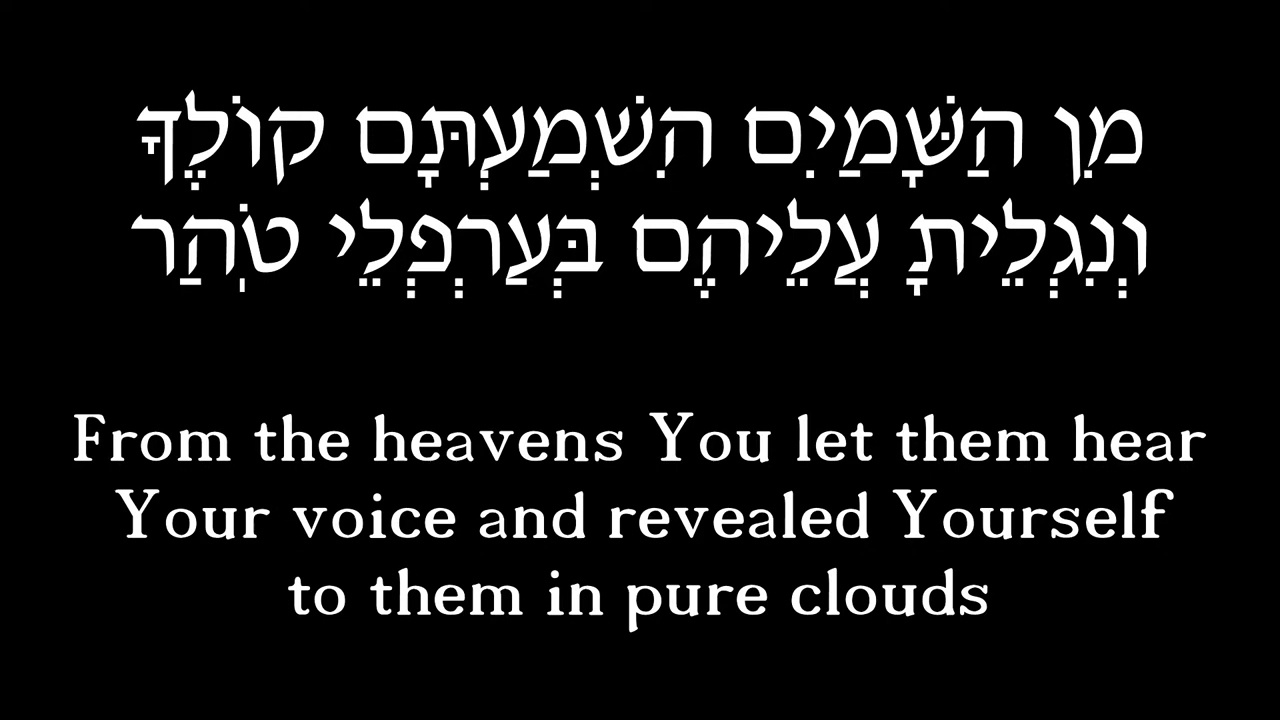 מִן הַשָּׁמַיִם הִשְׁמַעְתָּם קוֹלֶךָ
וְנִגְלֵיתָ עֲלֵיהֶם בְּעַרְפְלֵי טֹהַר
From the heavens You let them hear
Your voice and revealed Yourself
to them in pure clouds